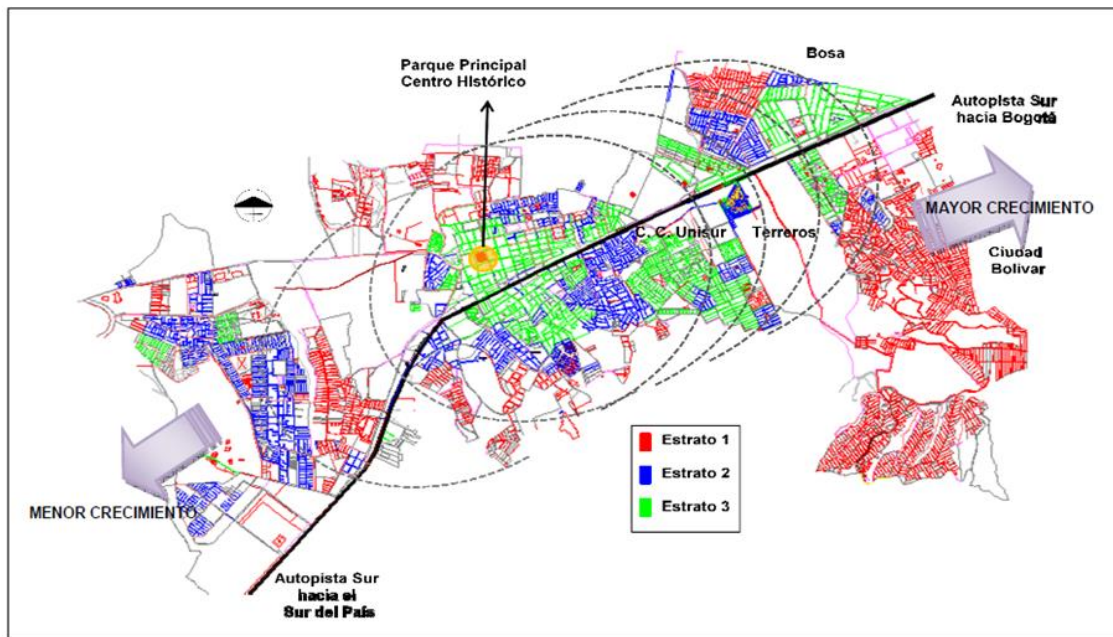 Bosa
Parque Principal
Centro Histórico
Autopista Sur
hacia Bogotá
MAYOR CRECIMIENTO
C. C. Unisur
Terreros
Ciudad
Bolívar
Estrato 1
Estrato 2
Estrato 3
MENOR CRECIMIENTO
Autopista Sur
hacia el
Sur del País